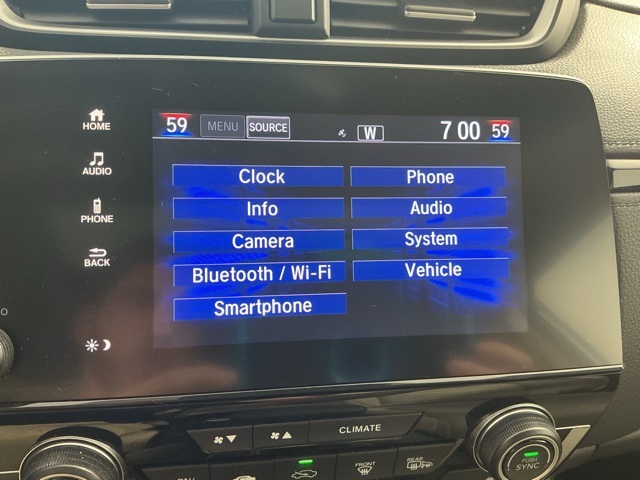 59 MENU SOURCE W 7 00 59
HOME
AUDIO
PHONE
BACK
Clock Phone
Info Audio
Camera System
Bluetooth / Wi-Fi Vehicle
Smartphone
CLIMATE
FRONT REAR
PUSH
SYNC